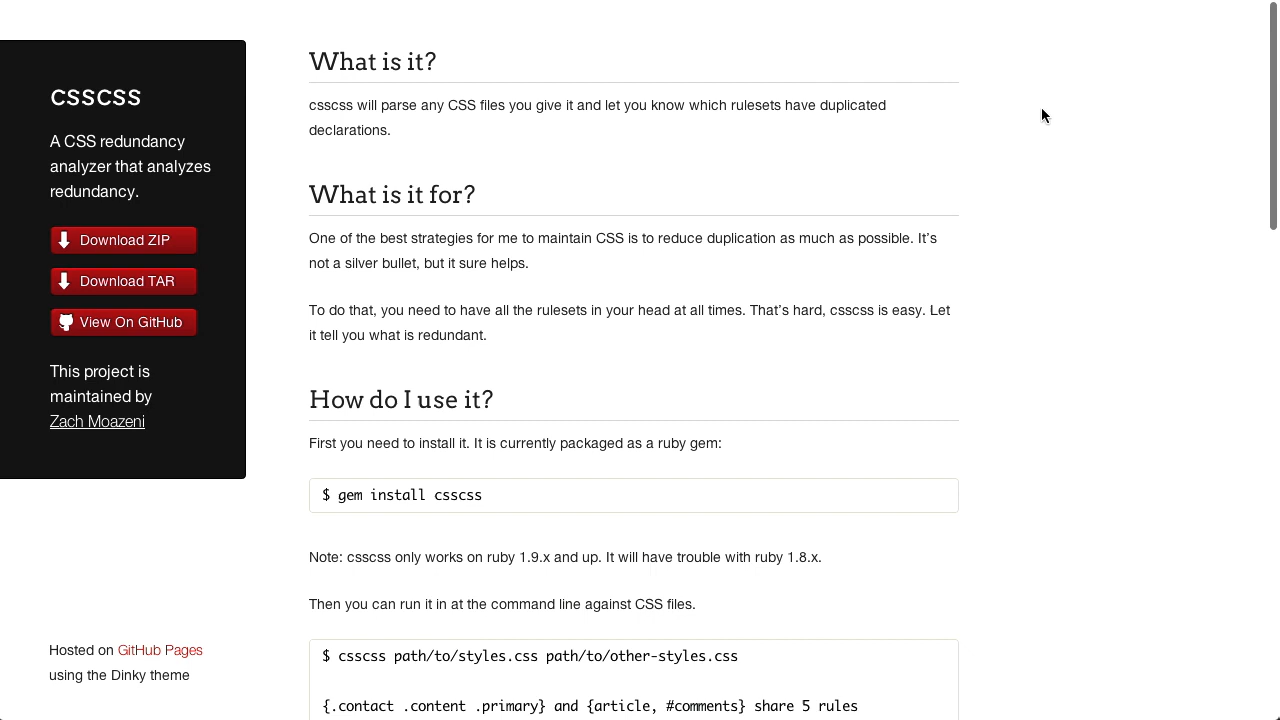 csscss
A CSS redundancy
analyzer that analyzes
redundancy.
Download ZIP
Download TAR
View On GitHub
This project is
maintained by
Zach Moazeni
Hosted on GitHub Pages
using the Dinky theme
What is it?
csscss will parse any CSS files you give it and let you know which rulesets have duplicated
declarations.
What is it for?
One of the best strategies for me to maintain CSS is to reduce duplication as much as possible. It’s
not a silver bullet, but it sure helps.
To do that, you need to have all the rulesets in your head at all times. That’s hard, csscss is easy. Let
it tell you what is redundant.
How do I use it?
First you need to install it. It is currently packaged as a ruby gem:
$ gem install csscss
Note: csscss only works on ruby 1.9.x and up. It will have trouble with ruby 1.8.x.
Then you can run it in at the command line against CSS files.
$ csscss path/to/styles.css path/to/other-styles.css
{.contact .content .primary} and {article, #comments} share 5 rules